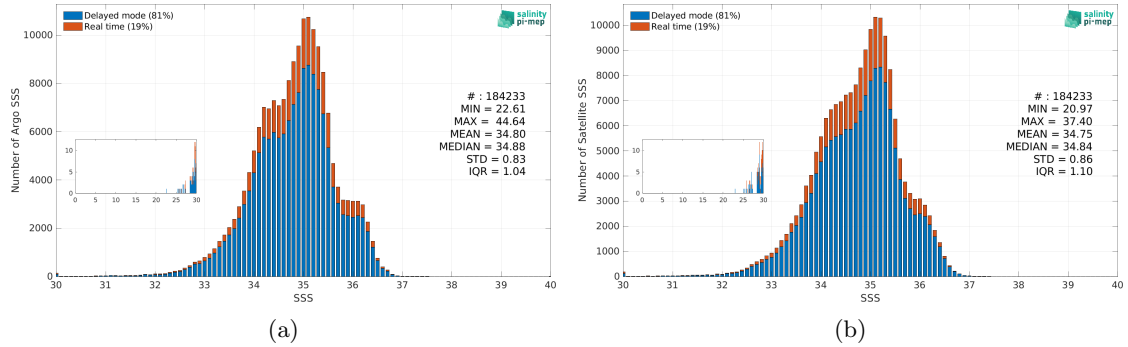 Delayed mode (81%)
Real time (19%)
salinity
pi-mep
10000
8000
6000
4000
2000
0
Number of Argo SSS
# : 184233
MIN = 22.61
MAX = 44.64
MEAN = 34.80
MEDIAN = 34.88
STD = 0.83
IQR = 1.04
10
5
0
0 5 10 15 20 25 30
30 31 32 33 34 35 36 37 38 39 40
SSS
(a)
Delayed mode (81%)
Real time (19%)
salinity
pi-mep
10000
9000
8000
7000
6000
5000
4000
3000
2000
1000
0
Number of Satellite SSS
# : 184233
MIN = 20.97
MAX = 37.40
MEAN = 34.75
MEDIAN = 34.84
STD = 0.86
IQR = 1.10
10
5
0
0 5 10 15 20 25 30
30 31 32 33 34 35 36 37 38 39 40
SSS
(b)